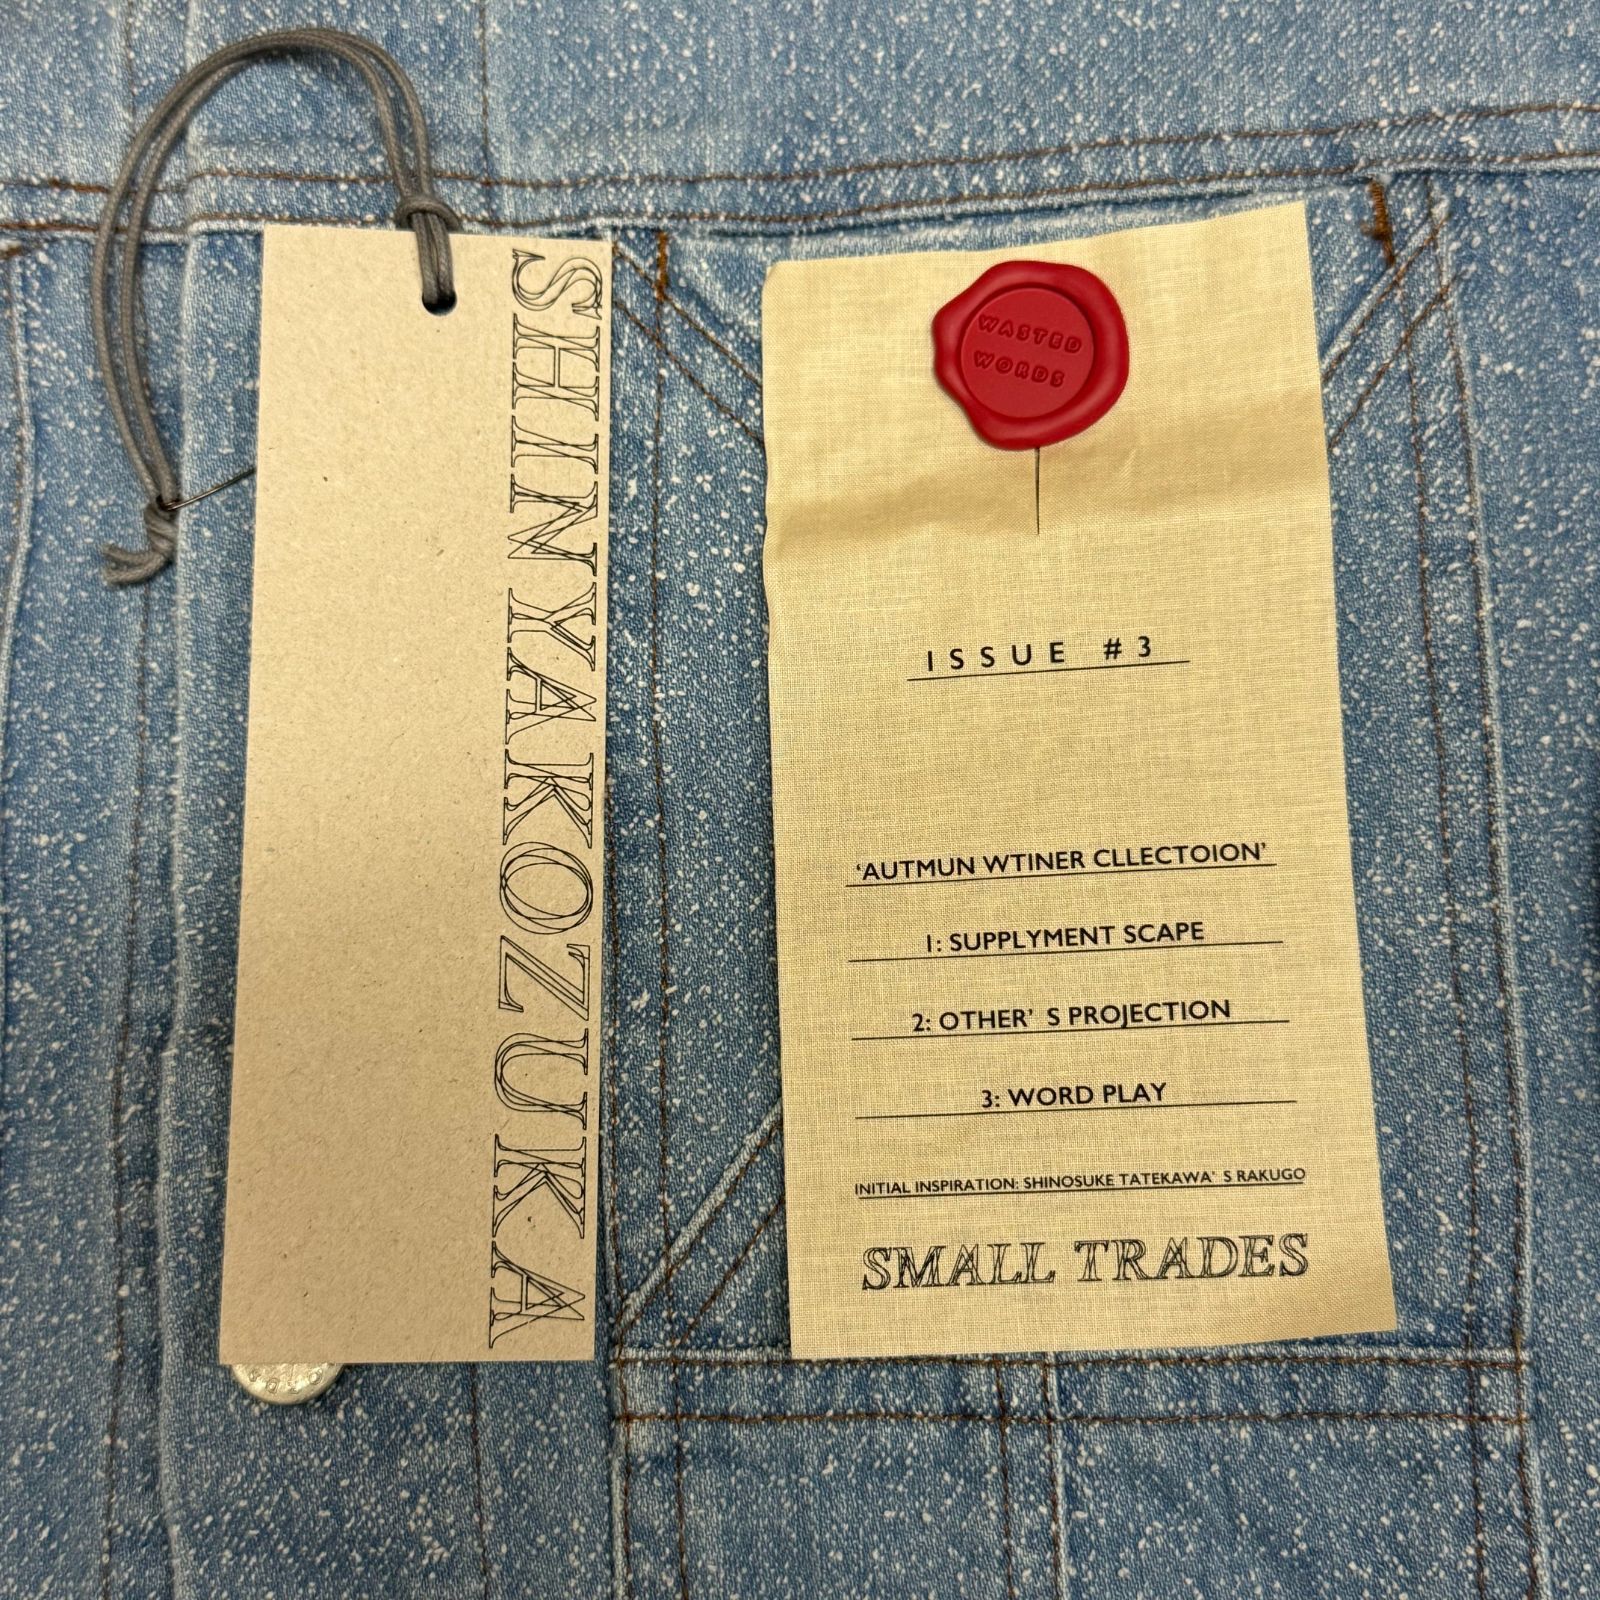 SHINYAKOZUKA
WASTED
WORDS
ISSUE #3
‘AUTMUN WTINER CLLECTOION’
1: SUPPLYMENT SCAPE
2: OTHER’ S PROJECTION
3: WORD PLAY
INITIAL INSPIRATION: SHINOSUKE TATEKAWA’ S RAKUGO
SMALL TRADES